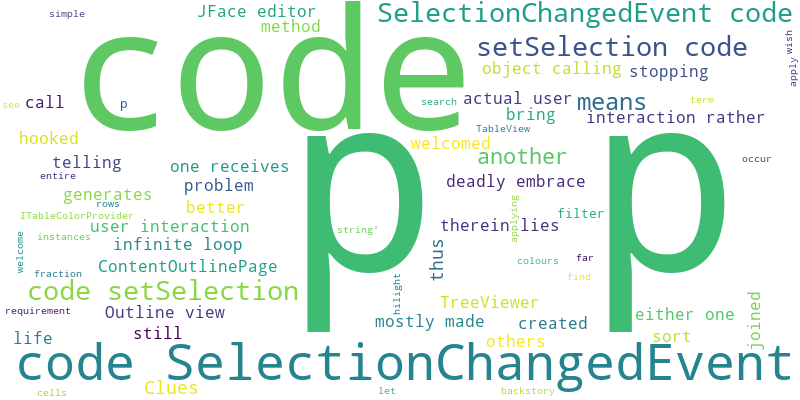 simple
JFace editor
SelectionChangedEvent code
method
code
setSelection code
apply wish
object calling
stopping
see
call
p
search
actual user
means
term
bring
interaction rather
TableView
hooked
welcomed
p
p
telling
one receives
another
occur
entire
problem
deadly embrace
generates
rows
better
applying
filter
ITableColorProvider
user interaction
string'
therein lies
instances
infinite loop
thus
welcome
ContentOutlinePage
colours
far
fraction
hilight
find
code setSelection
TreeViewer
joined
requirement
Outline view
mostly made
created
either one
life
still
others
sort
code SelectionChangedEvent
cells
Clues
let
backstory